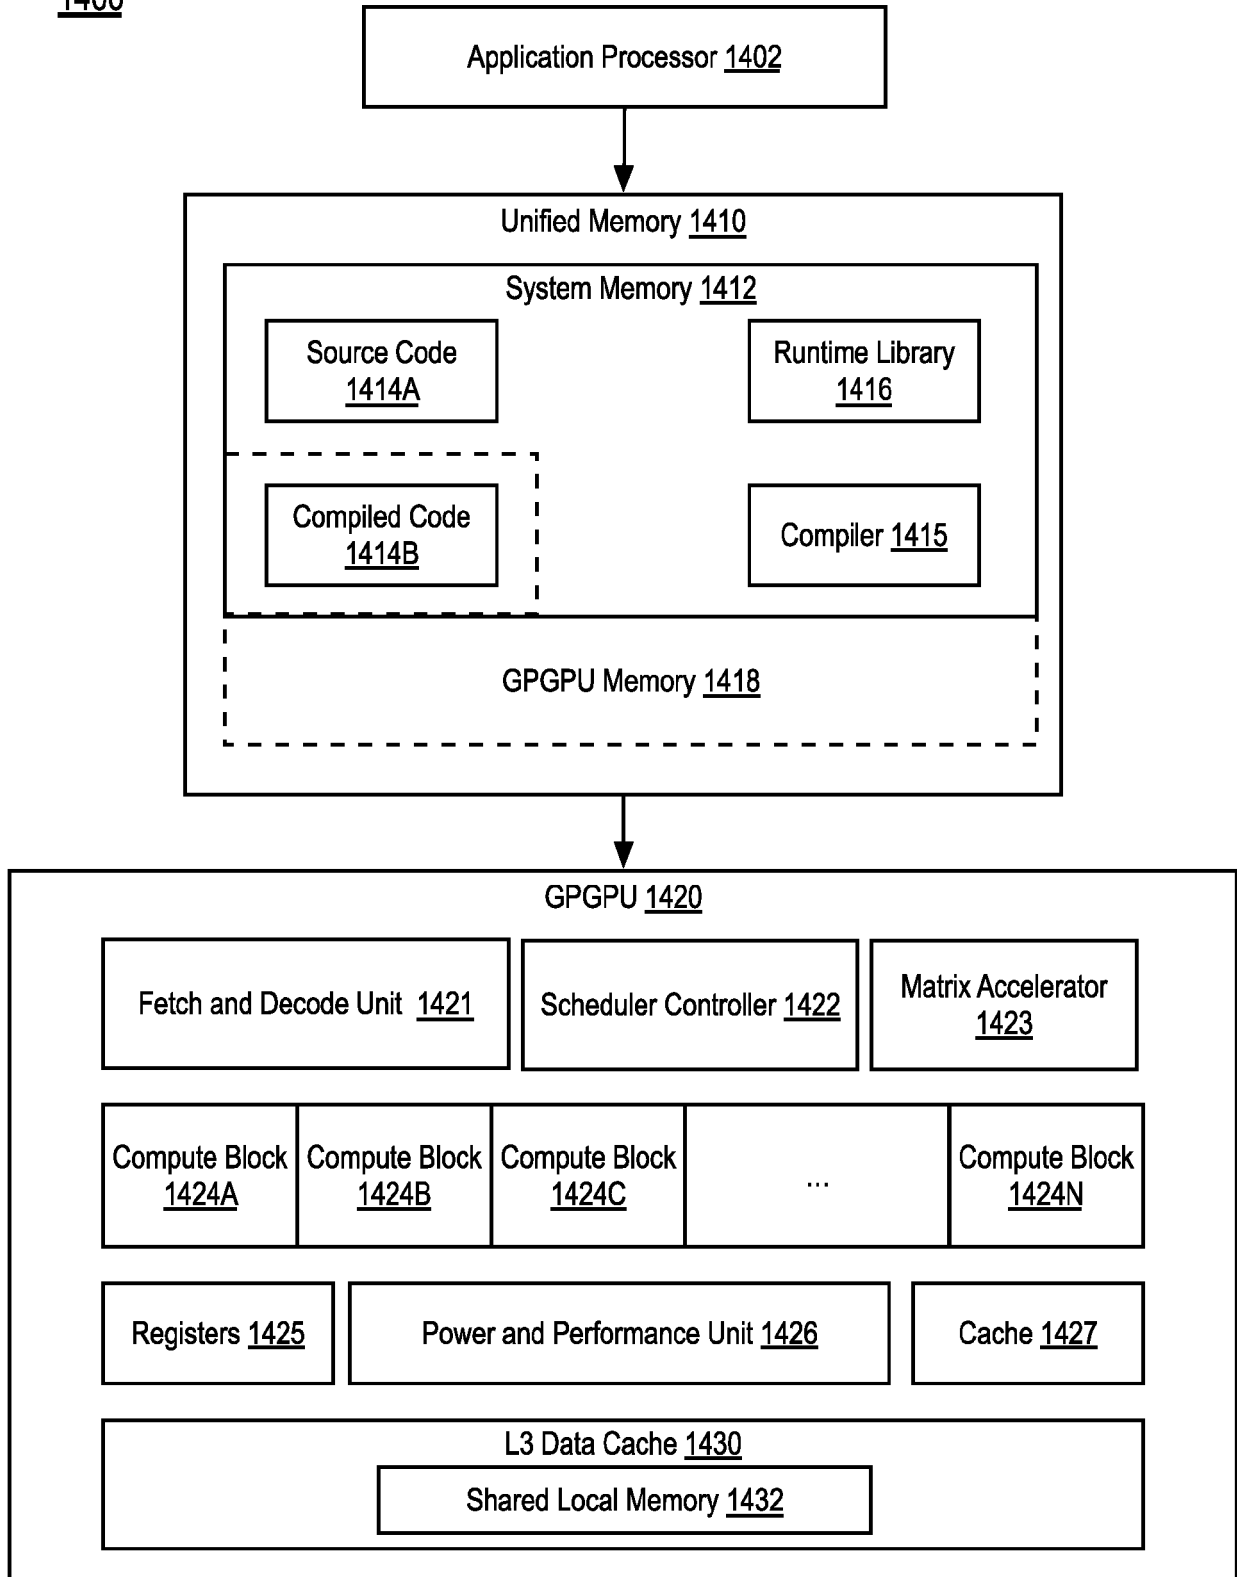 1400
Application Processor 1402
Unified Memory 1410
System Memory 1412
Source Code
1414A
Runtime Library
1416
Compiled Code
1414B
Compiler 1415
GPGPU Memory 1418
GPGPU 1420
Fetch and Decode Unit 1421
Scheduler Controller 1422
Matrix Accelerator
1423
Compute Block
1424A
Compute Block
1424B
Compute Block
1424C
...
Compute Block
1424N
Registers 1425
Power and Performance Unit 1426
Cache 1427
L3 Data Cache 1430
Shared Local Memory 1432